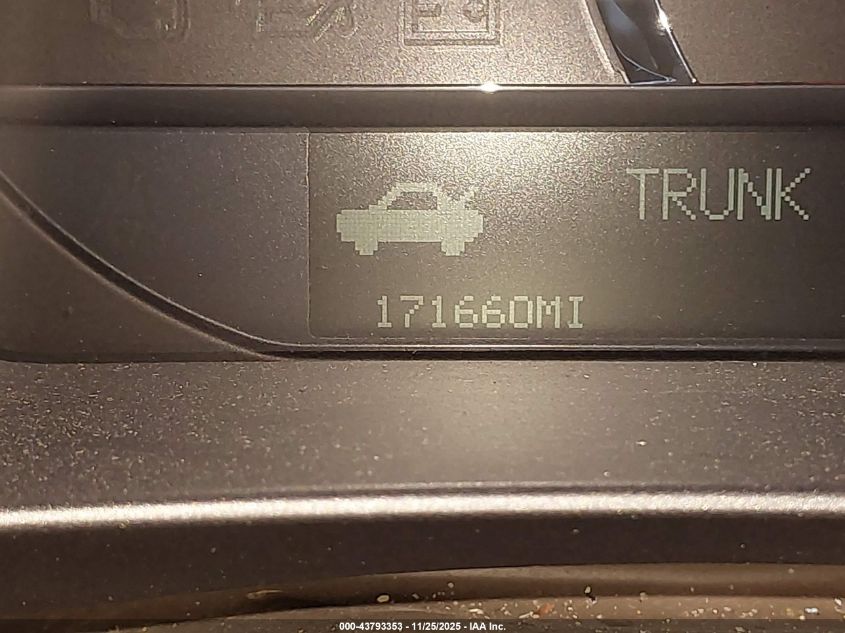 TRUNK
171660MI
000-43793353 - 11/25/2025 - IAA Inc.